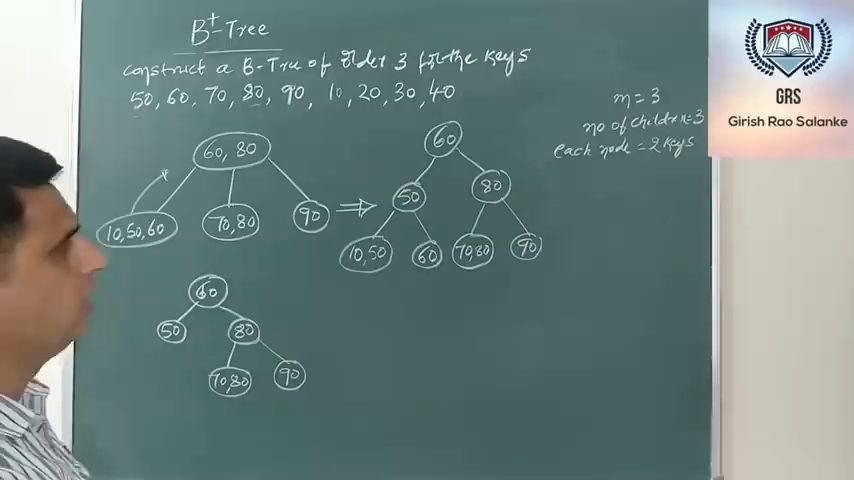 B+-Tree
construct a B-Tree of Order 3 for the keys
50, 60, 70, 80, 90, 10, 20, 30, 40
m = 3
no of children = 3
each node = 2 keys
GRS
Girish Rao Salanke
60, 80
10,50,60
70,80
90
60
50
80
10,50
60
70,80
90
60
50
80
70,80
90